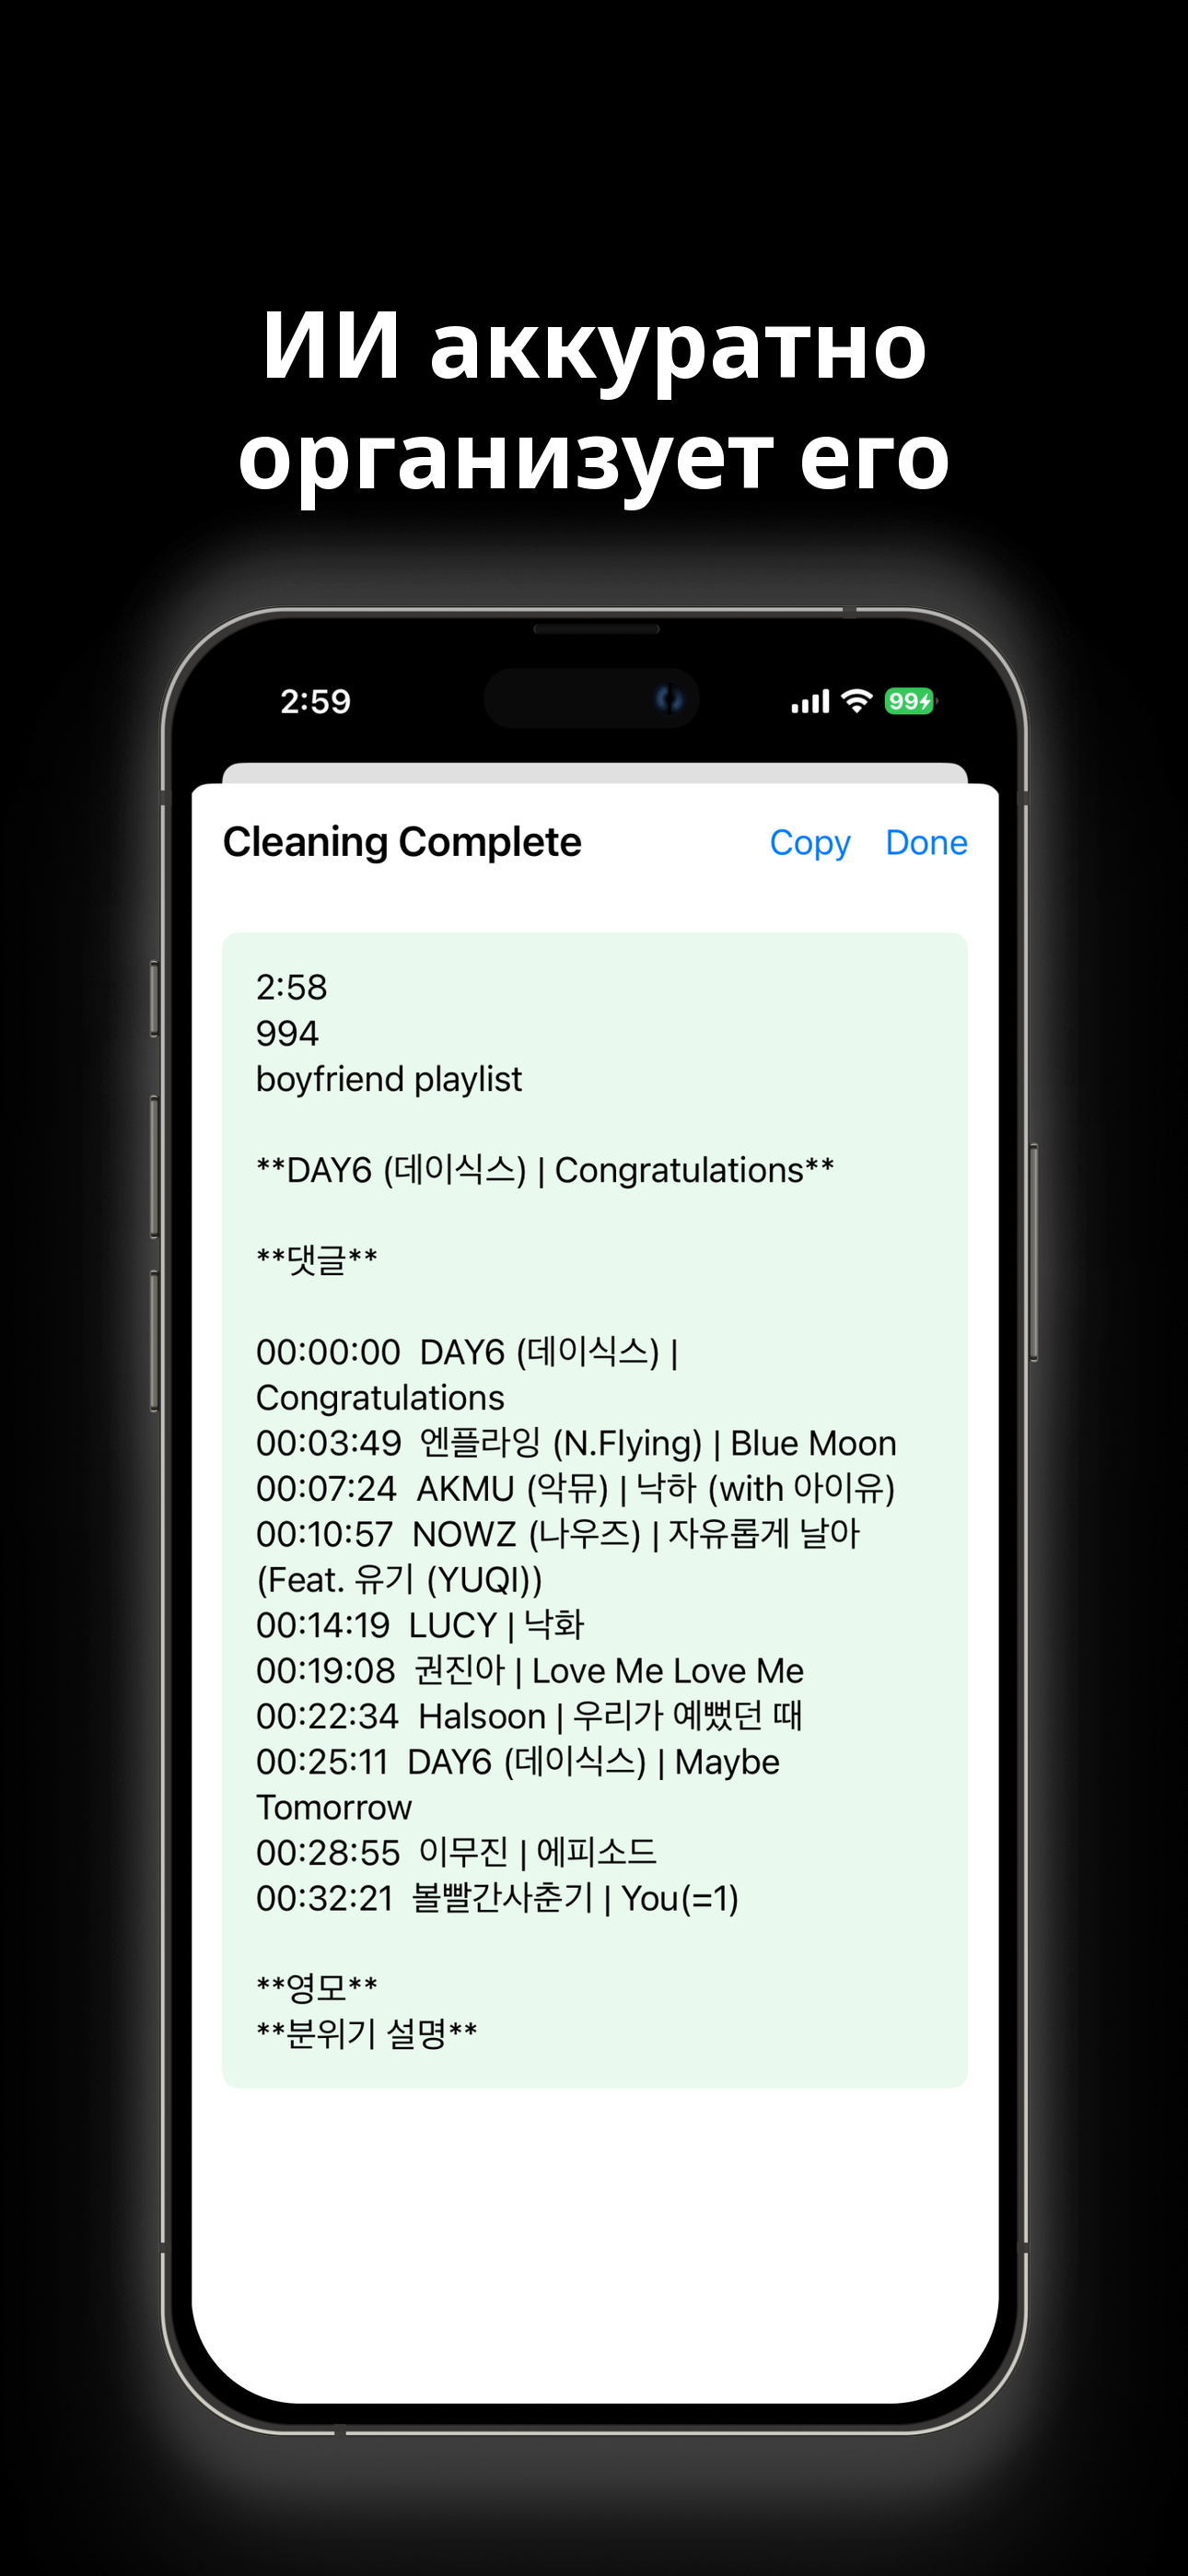 ИИ аккуратно
организует его
2:59
99
Cleaning Complete
Copy Done
2:58
994
boyfriend playlist
**DAY6 (데이식스) | Congratulations**
**댓글**
00:00:00 DAY6 (데이식스) |
Congratulations
00:03:49 엔플라잉 (N.Flying) | Blue Moon
00:07:24 AKMU (악뮤) | 낙하 (with 아이유)
00:10:57 NOWZ (나우즈) | 자유롭게 날아
(Feat. 유기 (YUQI))
00:14:19 LUCY | 낙화
00:19:08 권진아 | Love Me Love Me
00:22:34 Halsoon | 우리가 예뻤던 때
00:25:11 DAY6 (데이식스) | Maybe
Tomorrow
00:28:55 이무진 | 에피소드
00:32:21 볼빨간사춘기 | You(=1)
**영모**
**분위기 설명**